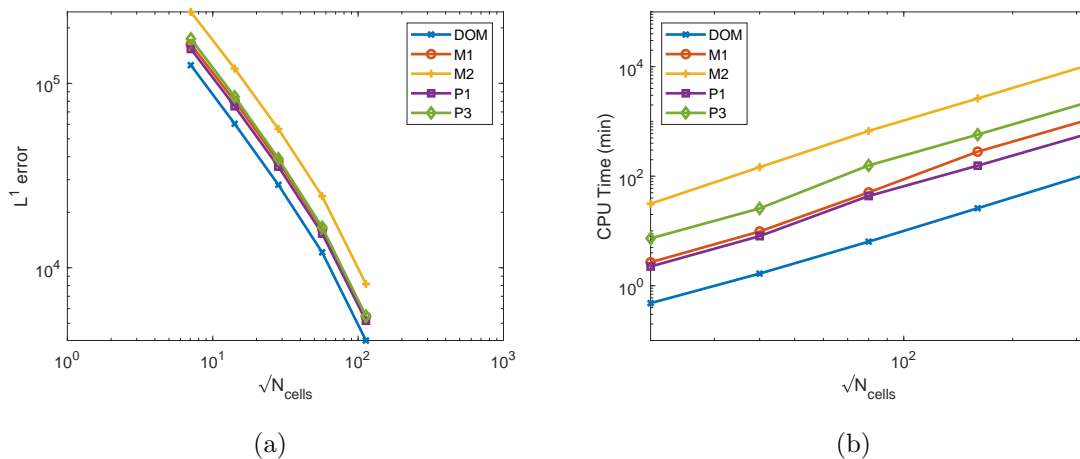 10^5
10^4
L^1 error
10^0
10^1
10^2
10^3
√N_cells
DOM
M1
M2
P1
P3
(a)
10^4
10^2
10^0
CPU Time (min)
10^2
√N_cells
DOM
M1
M2
P1
P3
(b)